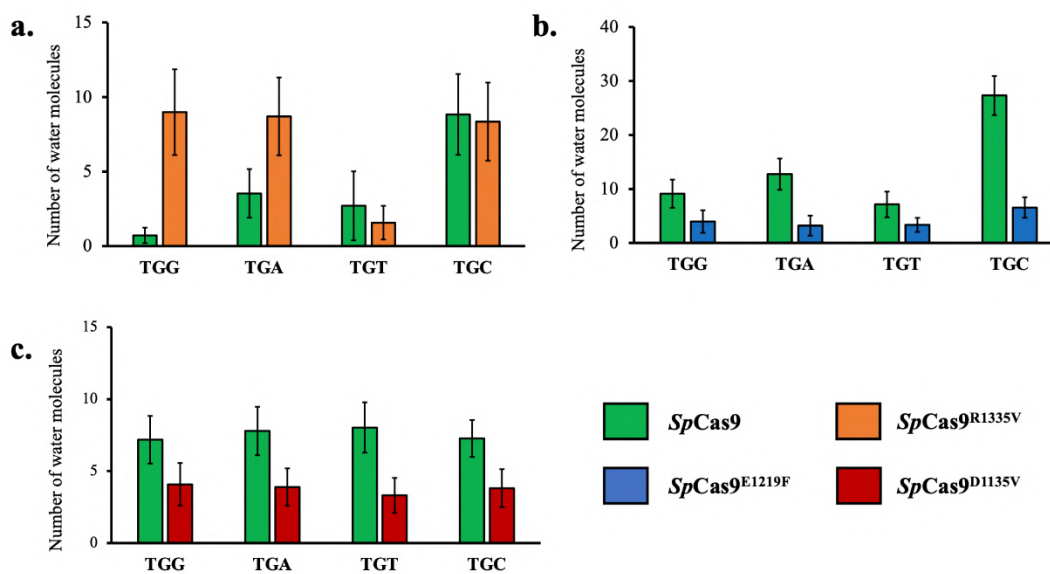 a.
Number of water molecules
15
10
5
0
TGG TGA TGT TGC
b.
Number of water molecules
40
30
20
10
0
TGG TGA TGT TGC
c.
Number of water molecules
15
10
5
0
TGG TGA TGT TGC
SpCas9
SpCas9R1335V
SpCas9E1219F
SpCas9D1135V